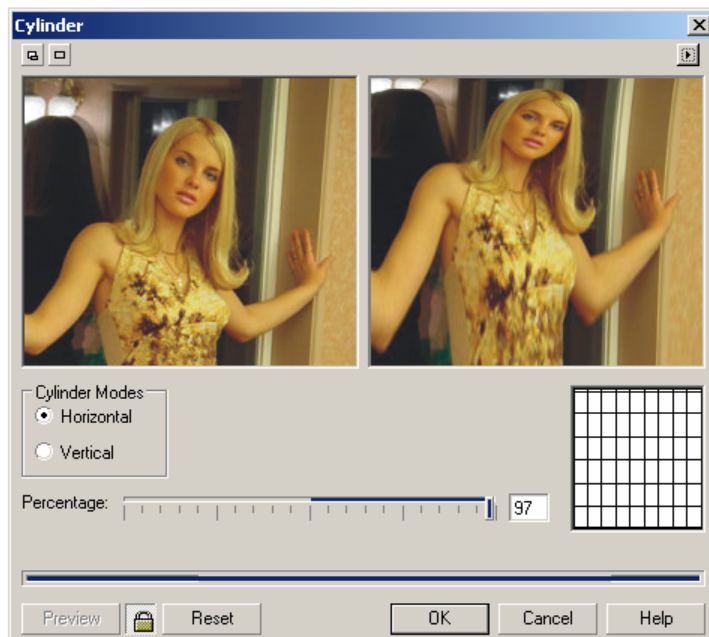 Cylinder
Cylinder Modes
Horizontal
Vertical
Percentage:
97
Preview
Reset
OK
Cancel
Help